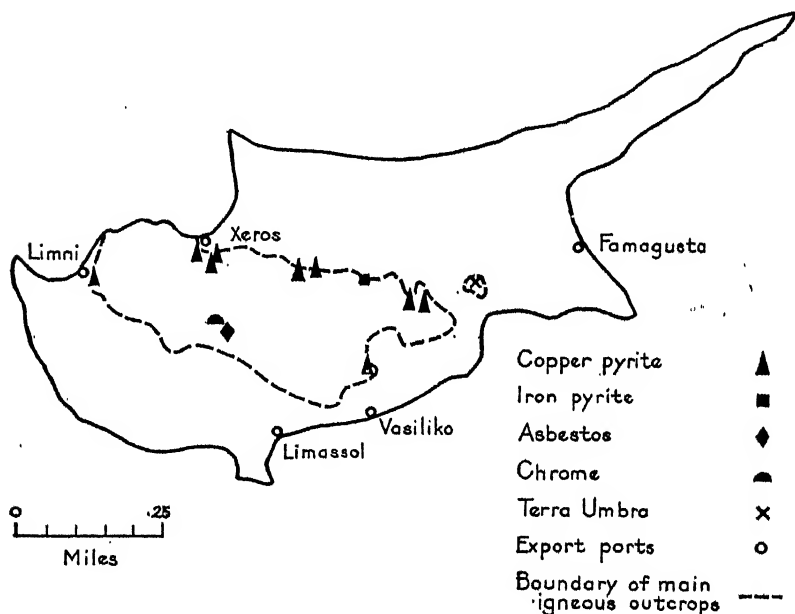 Limni
Xeros
Famagusta
Limassol
Vasiliko
0 25
Miles
Copper pyrite
Iron pyrite
Asbestos
Chrome
Terra Umbra
Export ports
Boundary of main
igneous outcrops